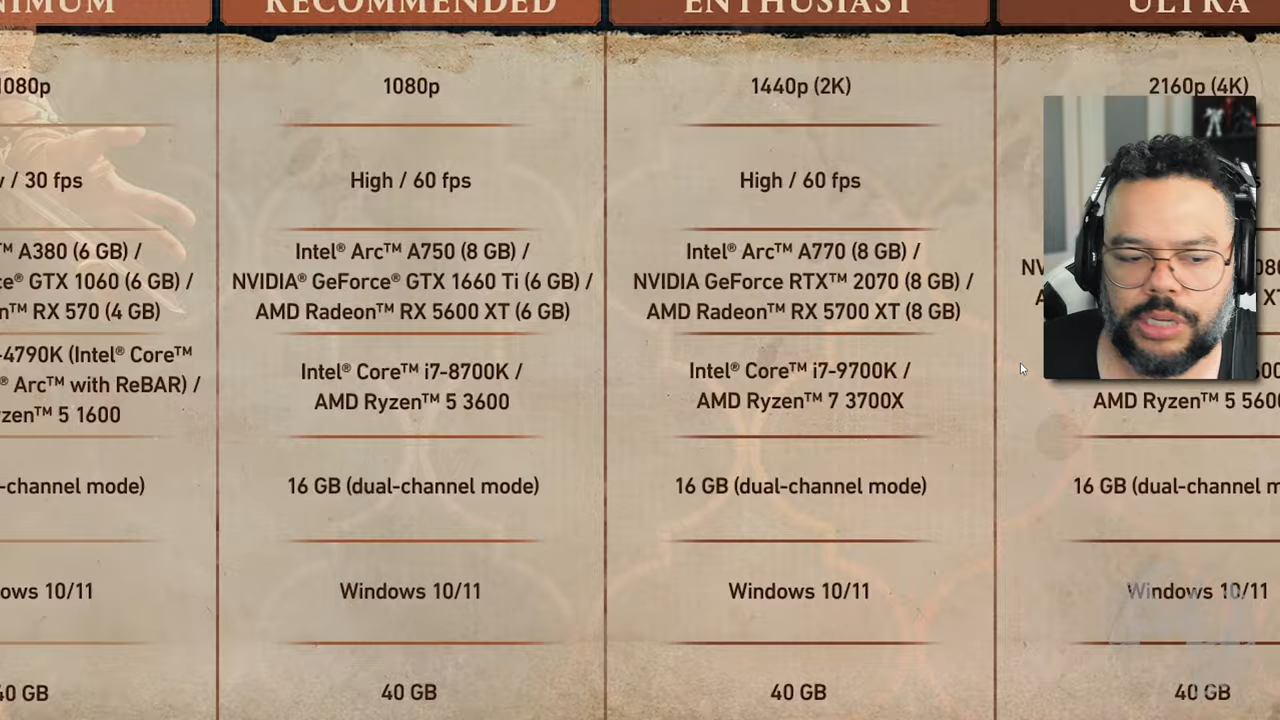 RECOMMENDED
ENTHUSIAST
ULTRA
1080p
1080p
1440p (2K)
2160p (4K)
/ 30 fps
High / 60 fps
High / 60 fps
A380 (6 GB) /
GTX 1060 (6 GB) /
RX 570 (4 GB)
Intel® Arc™ A750 (8 GB) /
NVIDIA® GeForce® GTX 1660 Ti (6 GB) /
AMD Radeon™ RX 5600 XT (6 GB)
Intel® Arc™ A770 (8 GB) /
NVIDIA GeForce RTX™ 2070 (8 GB) /
AMD Radeon™ RX 5700 XT (8 GB)
-4790K (Intel® Core™
® Arc™ with ReBAR) /
5 1600
Intel® Core™ i7-8700K /
AMD Ryzen™ 5 3600
Intel® Core™ i7-9700K /
AMD Ryzen™ 7 3700X
AMD Ryzen™ 5
-channel mode)
16 GB (dual-channel mode)
16 GB (dual-channel mode)
16 GB (dual-channel
10/11
Windows 10/11
Windows 10/11
Windows 10/11
40 GB
40 GB
40 GB
40 GB